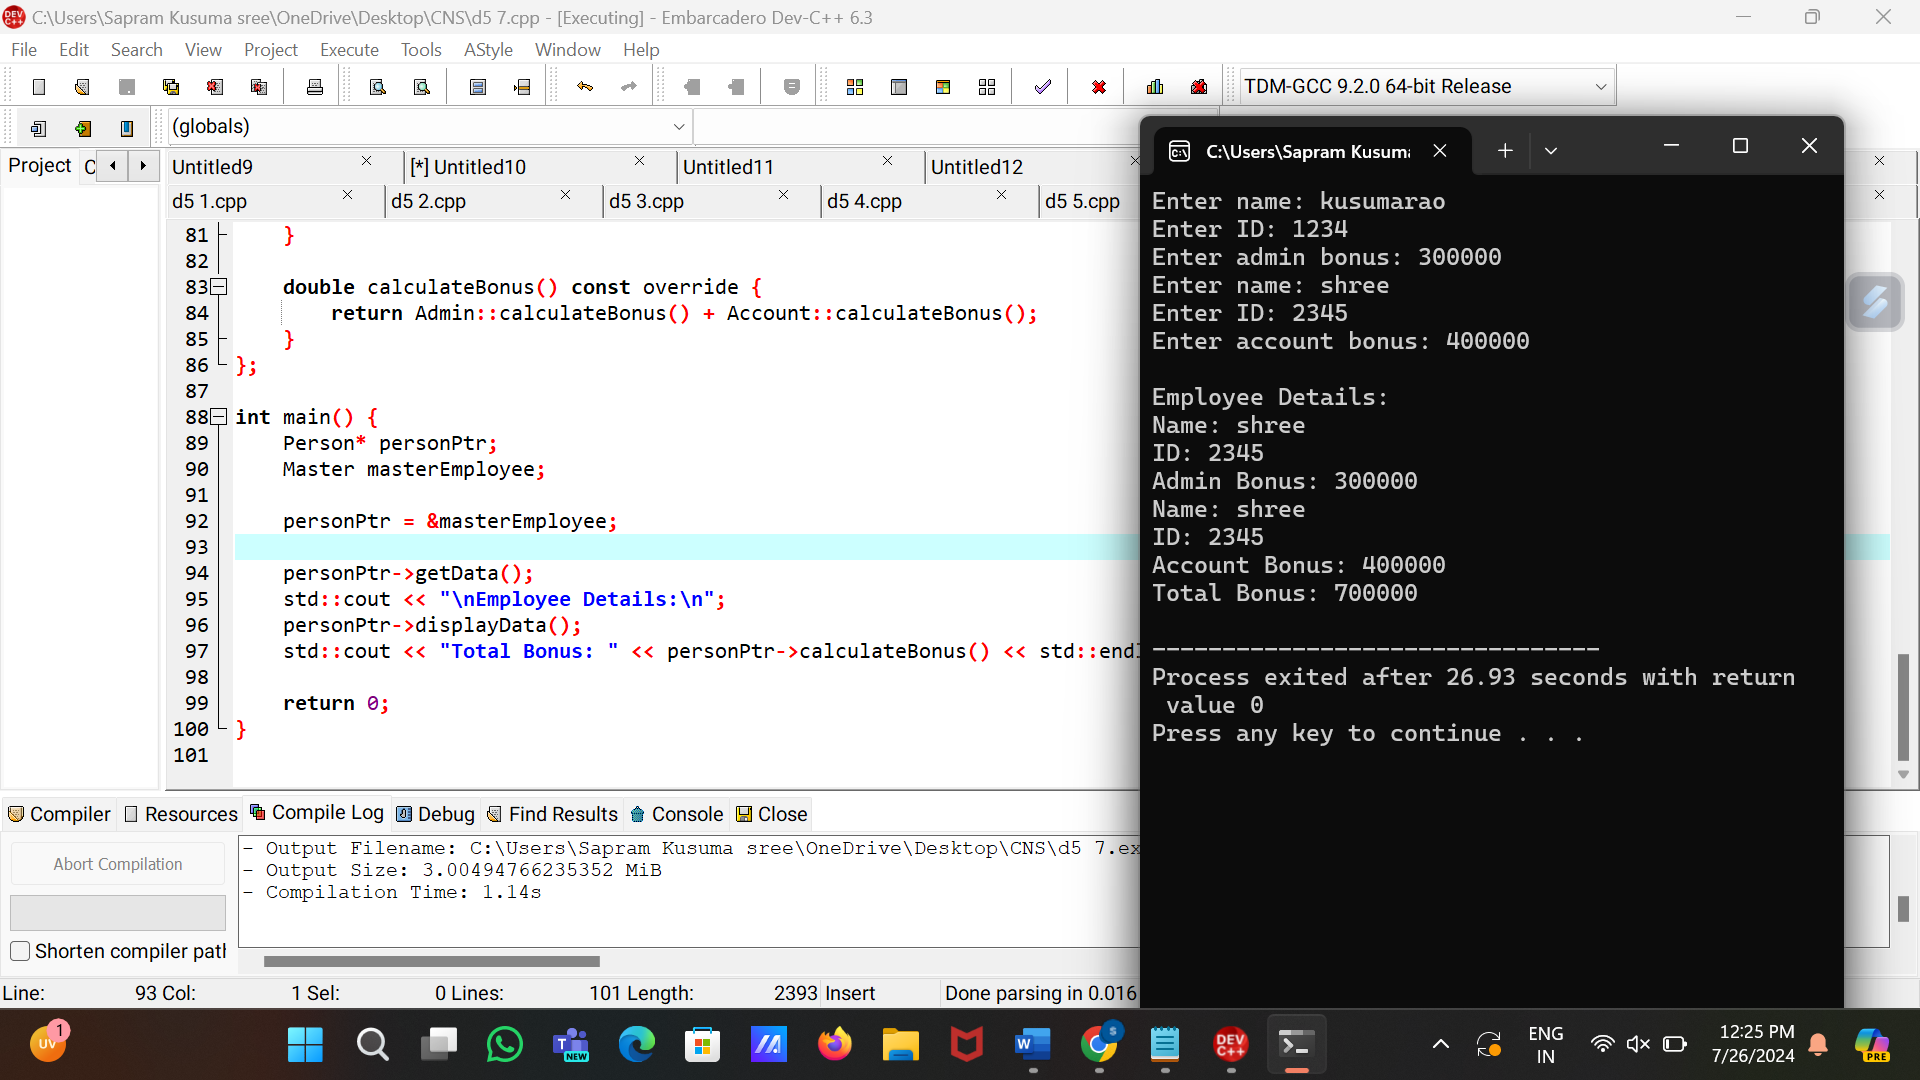 C:\Users\Sapram Kusuma sree\OneDrive\Desktop\CNS\d5 7.cpp - [Executing] - Embarcadero Dev-C++ 6.3
File Edit Search View Project Execute Tools AStyle Window Help
TDM-GCC 9.2.0 64-bit Release
(globals)
Project
Untitled9 [*] Untitled10 Untitled11 Untitled12
d5 1.cpp d5 2.cpp d5 3.cpp d5 4.cpp d5 5.cpp
81 }
82
83 double calculateBonus() const override {
84 return Admin::calculateBonus() + Account::calculateBonus();
85 }
86 };
87
88 int main() {
89 Person* personPtr;
90 Master masterEmployee;
91
92 personPtr = &masterEmployee;
93
94 personPtr->getData();
95 std::cout << "\nEmployee Details:\n";
96 personPtr->displayData();
97 std::cout << "Total Bonus: " << personPtr->calculateBonus() << std::endl
98
99 return 0;
100 }
101
C:\Users\Sapram Kusuma
Enter name: kusumarao
Enter ID: 1234
Enter admin bonus: 300000
Enter name: shree
Enter ID: 2345
Enter account bonus: 400000
Employee Details:
Name: shree
ID: 2345
Admin Bonus: 300000
Name: shree
ID: 2345
Account Bonus: 400000
Total Bonus: 700000
--------------------------------
Process exited after 26.93 seconds with return
value 0
Press any key to continue . . .
Compiler Resources Compile Log Debug Find Results Console Close
Abort Compilation
Shorten compiler path
- Output Filename: C:\Users\Sapram Kusuma sree\OneDrive\Desktop\CNS\d5 7.ex
- Output Size: 3.00494766235352 MiB
- Compilation Time: 1.14s
Line: 93 Col: 1 Sel: 0 Lines: 101 Length: 2393 Insert Done parsing in 0.016
UV 1
T NEW
W
S
DEV C++
ENG
IN
12:25 PM
7/26/2024
PRE